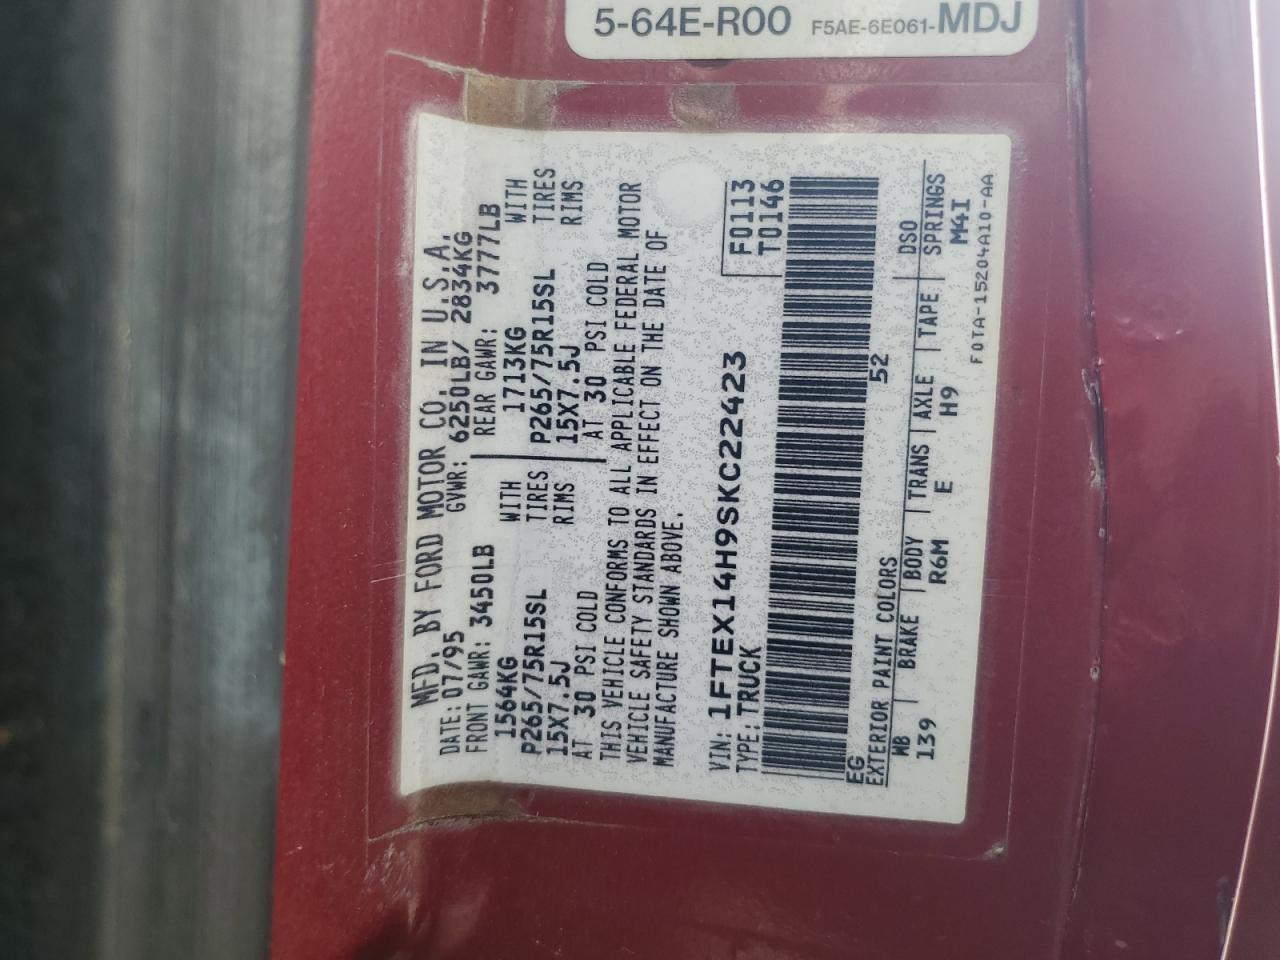 5-64E-R00 F5AE-6E061-MDJ
MFD. BY FORD MOTOR CO. IN U.S.A.
DATE: 07/95 GVWR: 6250LB/ 2834KG
FRONT GAWR: 3450LB REAR GAWR: 3777LB
1564KG WITH 1713KG WITH
P265/75R15SL TIRES P265/75R15SL TIRES
15X7.5J RIMS 15X7.5J RIMS
AT 30 PSI COLD AT 30 PSI COLD
THIS VEHICLE CONFORMS TO ALL APPLICABLE FEDERAL MOTOR
VEHICLE SAFETY STANDARDS IN EFFECT ON THE DATE OF
MANUFACTURE SHOWN ABOVE.
VIN: 1FTEX14H9SKC22423 F0113
TYPE: TRUCK T0146
EG 52
EXTERIOR PAINT COLORS DSO
WB BRAKE BODY TRANS AXLE TAPE SPRINGS
139 R6M E H9 M4I
F0TA-15204A10-AA